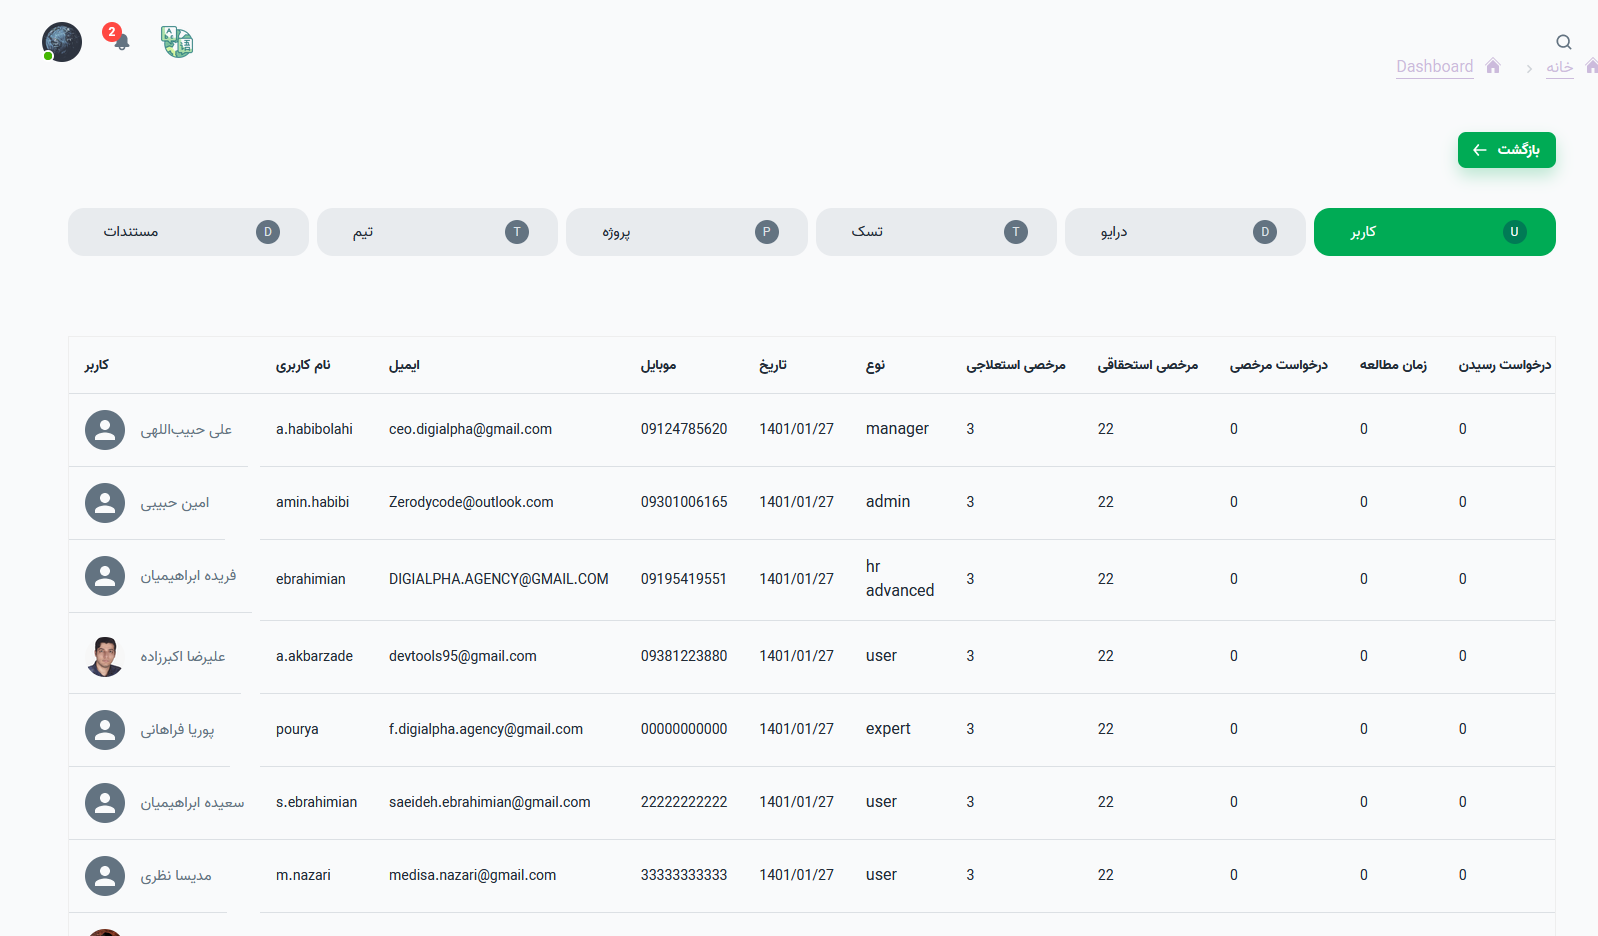 2
خانه
Dashboard
بازگشت
U کاربر
D درایو
T تسک
P پروژه
T تیم
D مستندات
کاربر نام کاربری ایمیل موبایل تاریخ نوع مرخصی استعلاجی مرخصی استحقاقی درخواست مرخصی زمان مطالعه درخواست رسیدن
علی حبیب‌اللهی a.habibolahi ceo.digialpha@gmail.com 09124785620 1401/01/27 manager 3 22 0 0 0
امین حبیبی amin.habibi Zerodycode@outlook.com 09301006165 1401/01/27 admin 3 22 0 0 0
فریده ابراهیمیان ebrahimian DIGIALPHA.AGENCY@GMAIL.COM 09195419551 1401/01/27 hr advanced 3 22 0 0 0
علیرضا اکبرزاده a.akbarzade devtools95@gmail.com 09381223880 1401/01/27 user 3 22 0 0 0
پوریا فراهانی pourya f.digialpha.agency@gmail.com 00000000000 1401/01/27 expert 3 22 0 0 0
سعیده ابراهیمیان s.ebrahimian saeideh.ebrahimian@gmail.com 22222222222 1401/01/27 user 3 22 0 0 0
مدیسا نظری m.nazari medisa.nazari@gmail.com 33333333333 1401/01/27 user 3 22 0 0 0